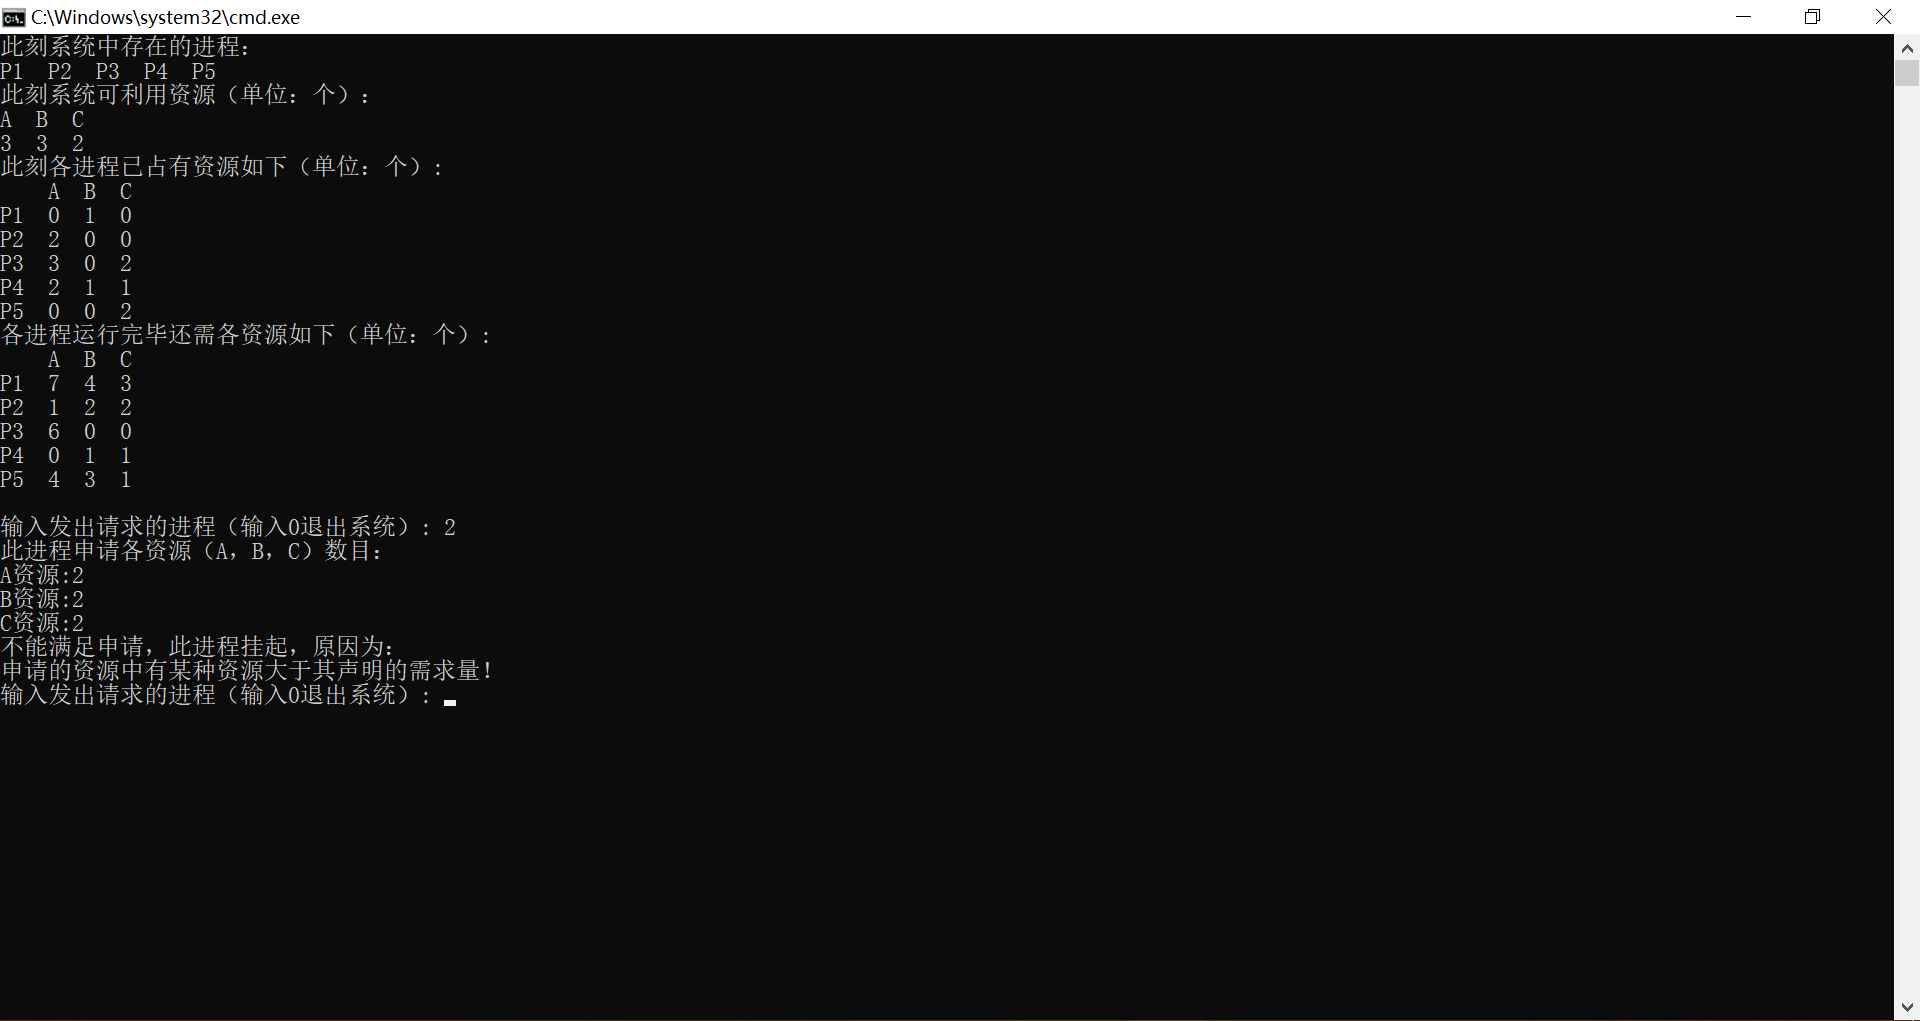 C:\Windows\system32\cmd.exe
此刻系统中存在的进程:
P1  P2  P3  P4  P5
此刻系统可利用资源（单位：个）:
A  B  C
3  3  2
此刻各进程已占有资源如下（单位：个）:
    A  B  C
P1  0  1  0
P2  2  0  0
P3  3  0  2
P4  2  1  1
P5  0  0  2
各进程运行完毕还需各资源如下（单位：个）:
    A  B  C
P1  7  4  3
P2  1  2  2
P3  6  0  0
P4  0  1  1
P5  4  3  1
输入发出请求的进程（输入0退出系统）: 2
此进程申请各资源（A，B，C）数目:
A资源:2
B资源:2
C资源:2
不能满足申请，此进程挂起，原因为:
申请的资源中有某种资源大于其声明的需求量!
输入发出请求的进程（输入0退出系统）: